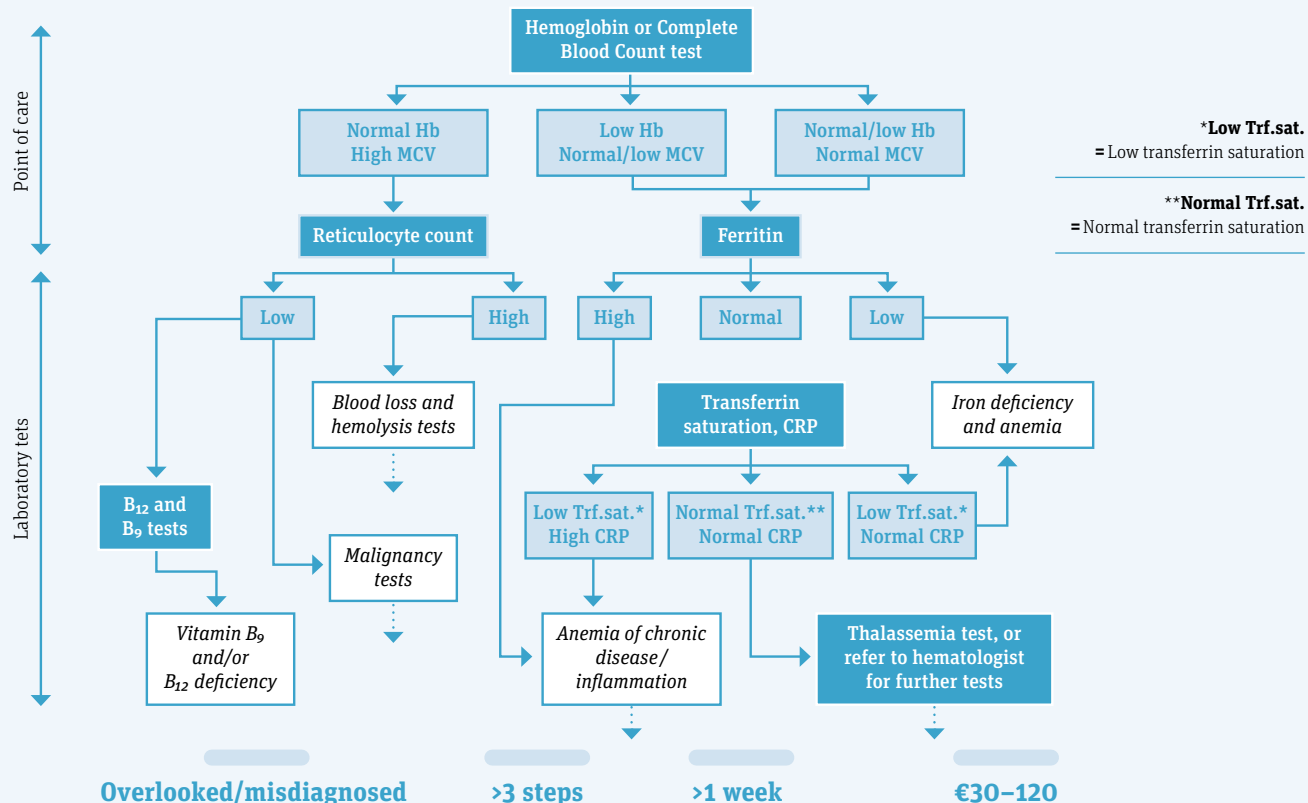 Hemoglobin or Complete
Blood Count test
Point of care
Normal Hb
High MCV
Low Hb
Normal/low MCV
Normal/low Hb
Normal MCV
*Low Trf.sat.
= Low transferrin saturation
**Normal Trf.sat.
= Normal transferrin saturation
Reticulocyte count
Ferritin
Laboratory tets
Low
High
High
Normal
Low
Blood loss and
hemolysis tests
Transferrin
saturation, CRP
Iron deficiency
and anemia
B₁₂ and
B₉ tests
Low Trf.sat.*
High CRP
Normal Trf.sat.**
Normal CRP
Low Trf.sat.*
Normal CRP
Malignancy
tests
Vitamin B₉
and/or
B₁₂ deficiency
Anemia of chronic
disease/
inflammation
Thalassemia test, or
refer to hematologist
for further tests
Overlooked/misdiagnosed
>3 steps
>1 week
€30–120